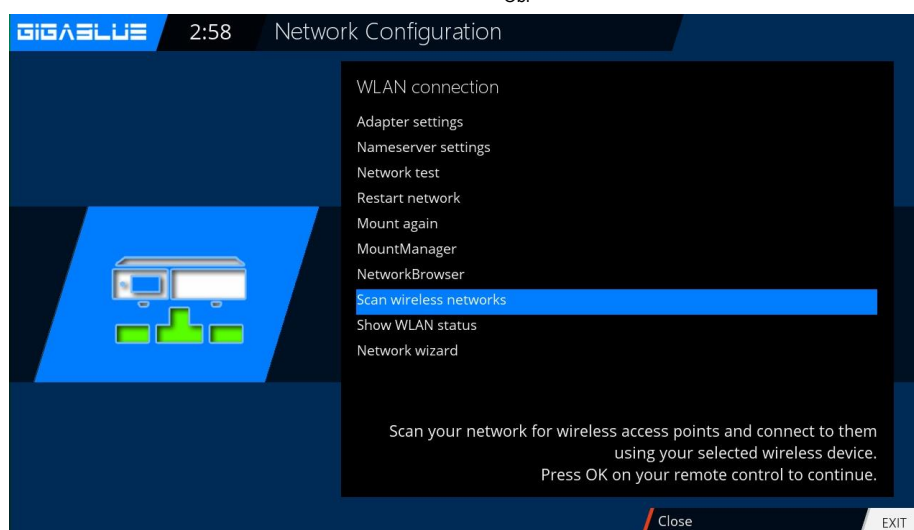 GIGABLUE 2:58 Network Configuration
WLAN connection
Adapter settings
Nameserver settings
Network test
Restart network
Mount again
MountManager
NetworkBrowser
Scan wireless networks
Show WLAN status
Network wizard
Scan your network for wireless access points and connect to them
using your selected wireless device.
Press OK on your remote control to continue.
Close EXIT